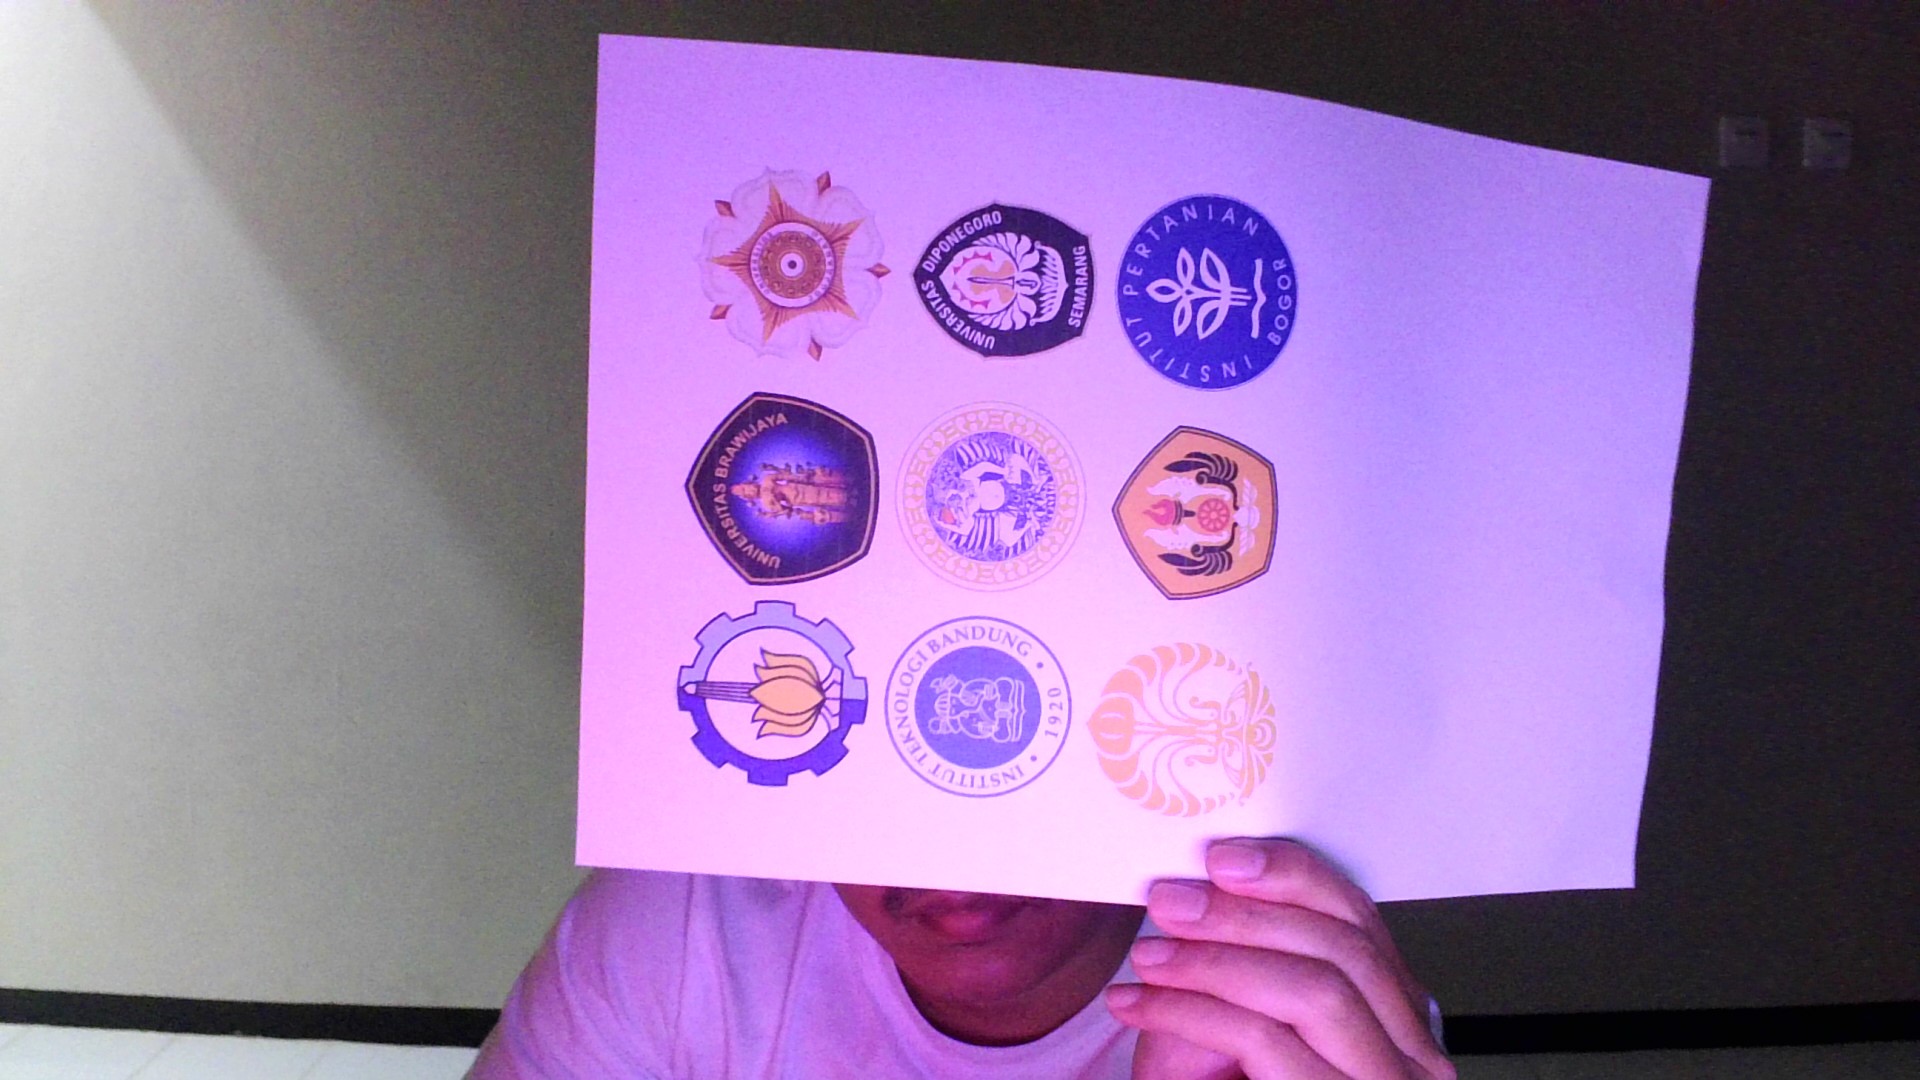 INSTITUT TEKNOLOGI BANDUNG • 1920 •
UNIVERSITAS BRAWIJAYA
UNIVERSITAS DIPONEGORO
SEMARANG
INSTITUT PERTANIAN
BOGOR